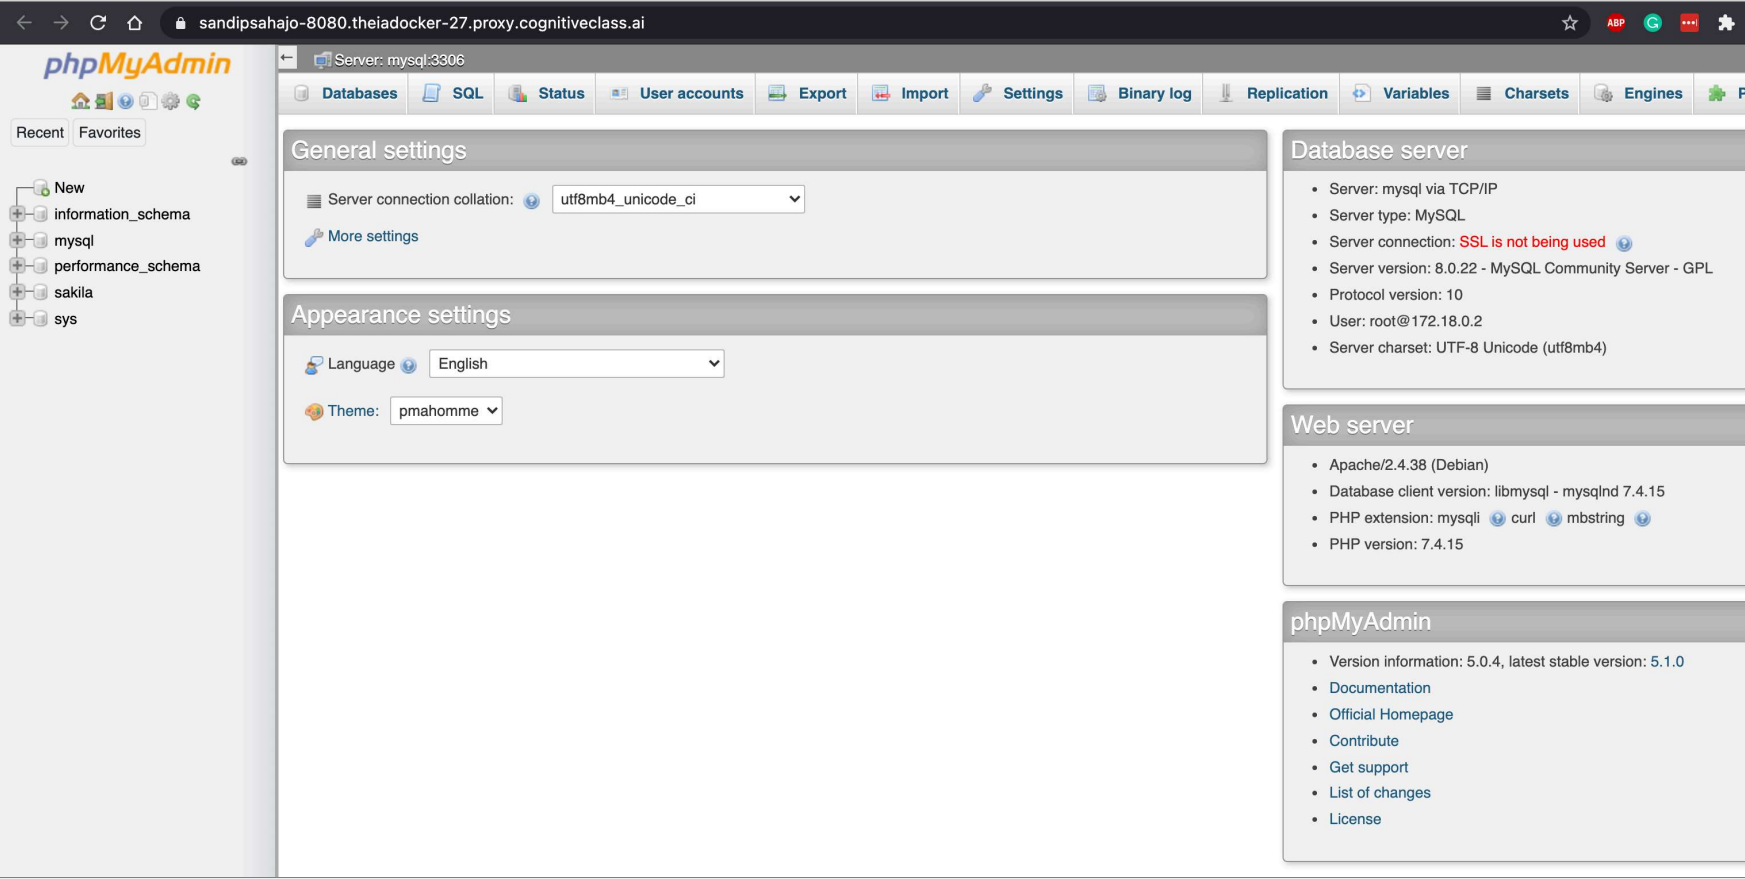 sandipsahajo-8080.theiadocker-27.proxy.cognitiveclass.ai
ABP
phpMyAdmin
Recent Favorites
New
information_schema
mysql
performance_schema
sakila
sys
Server: mysql:3306
Databases SQL Status User accounts Export Import Settings Binary log Replication Variables Charsets Engines P
General settings
Server connection collation: utf8mb4_unicode_ci
More settings
Appearance settings
Language English
Theme: pmahomme
Database server
Server: mysql via TCP/IP
Server type: MySQL
Server connection: SSL is not being used
Server version: 8.0.22 - MySQL Community Server - GPL
Protocol version: 10
User: root@172.18.0.2
Server charset: UTF-8 Unicode (utf8mb4)
Web server
Apache/2.4.38 (Debian)
Database client version: libmysql - mysqlnd 7.4.15
PHP extension: mysqli curl mbstring
PHP version: 7.4.15
phpMyAdmin
Version information: 5.0.4, latest stable version: 5.1.0
Documentation
Official Homepage
Contribute
Get support
List of changes
License